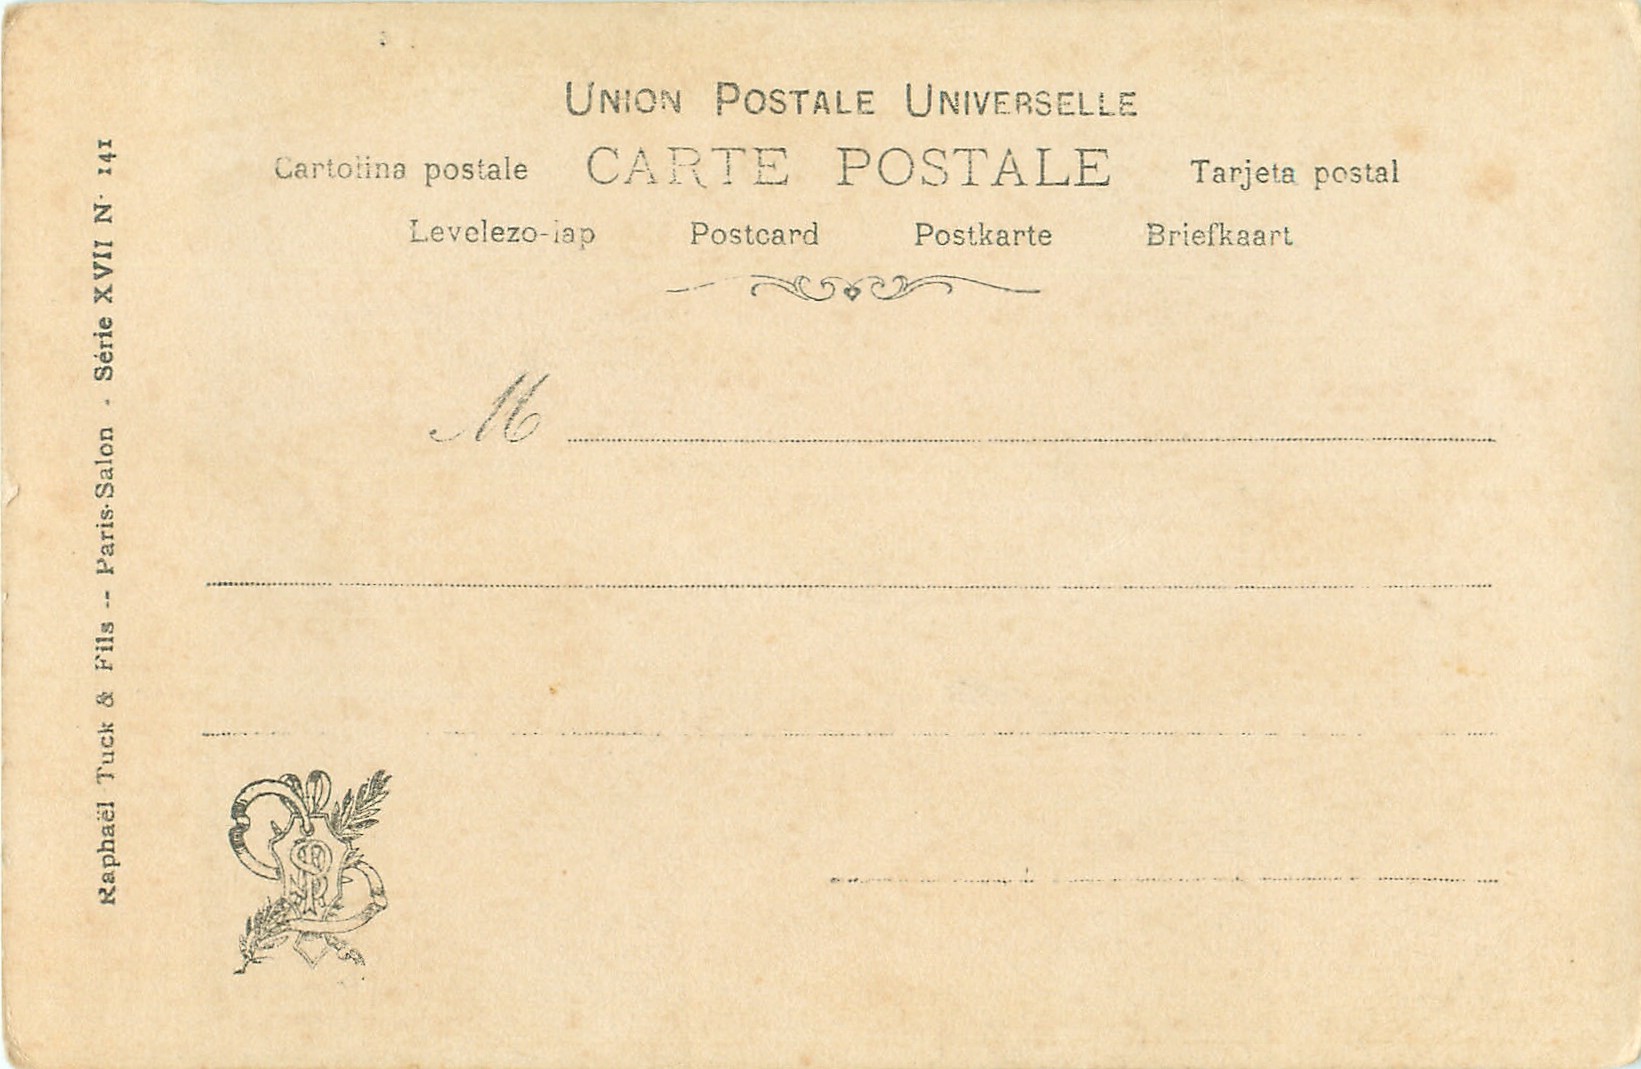 UNION POSTALE UNIVERSELLE
Cartolina postale CARTE POSTALE Tarjeta postal
Levelezo-lap Postcard Postkarte Briefkaart
M
Raphaël Tuck & Fils -- Paris-Salon - Série XVII N· 141